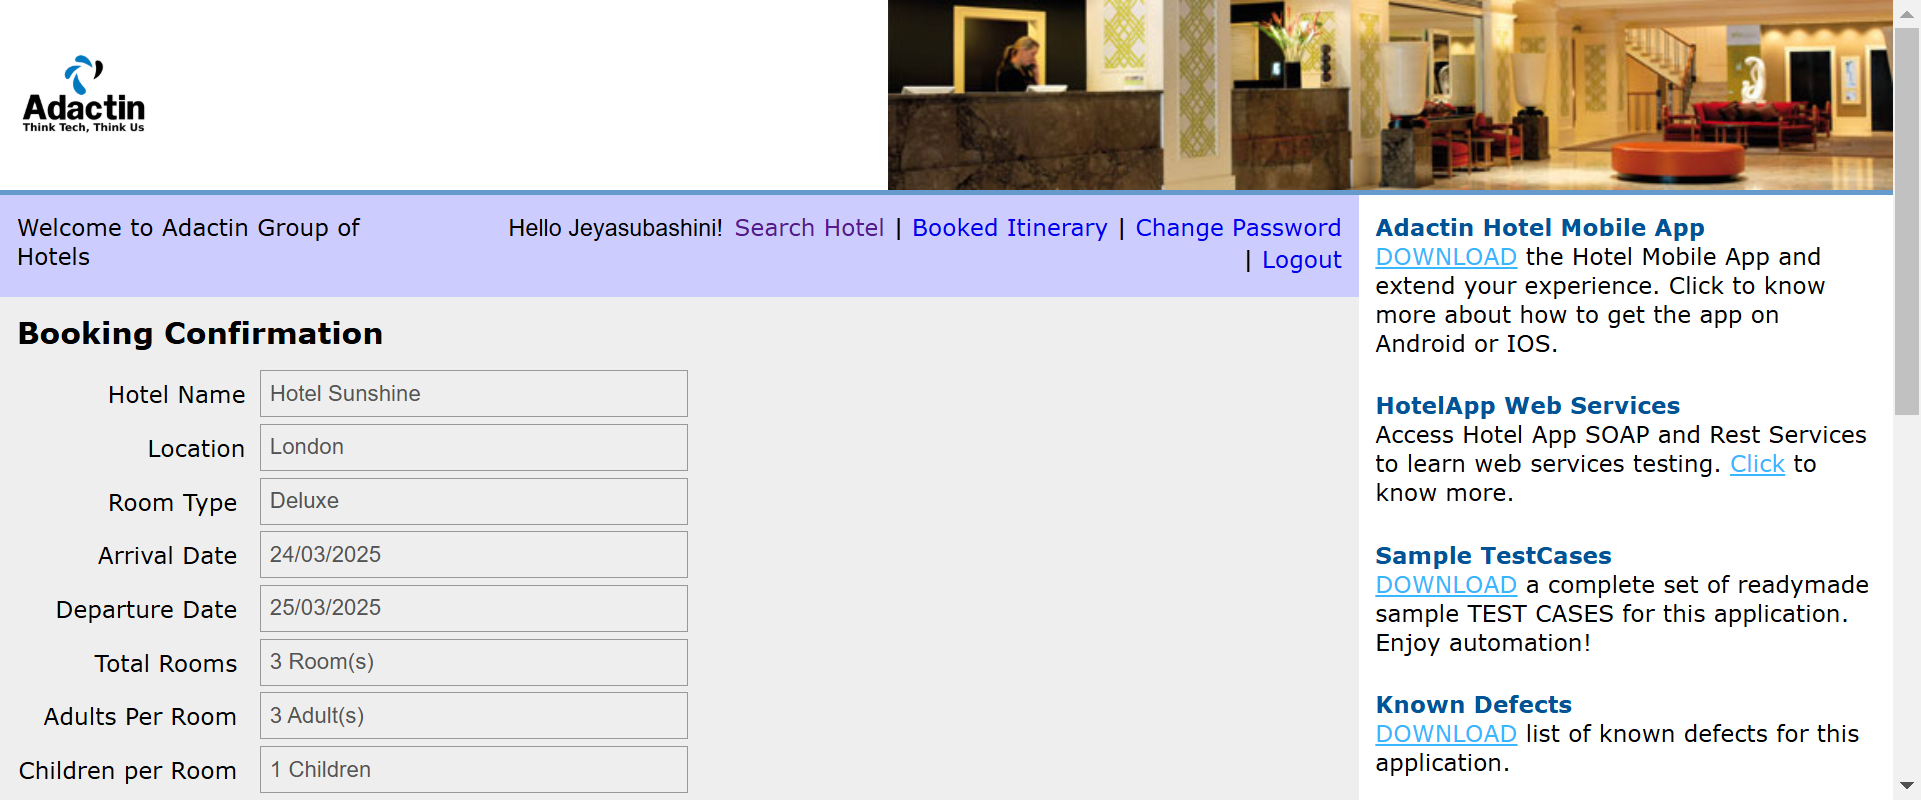 Adactin
Think Tech, Think Us
Welcome to Adactin Group of
Hotels
Hello Jeyasubashini! Search Hotel | Booked Itinerary | Change Password
| Logout
Booking Confirmation
Hotel Name Hotel Sunshine
Location London
Room Type Deluxe
Arrival Date 24/03/2025
Departure Date 25/03/2025
Total Rooms 3 Room(s)
Adults Per Room 3 Adult(s)
Children per Room 1 Children
Adactin Hotel Mobile App
DOWNLOAD the Hotel Mobile App and
extend your experience. Click to know
more about how to get the app on
Android or IOS.
HotelApp Web Services
Access Hotel App SOAP and Rest Services
to learn web services testing. Click to
know more.
Sample TestCases
DOWNLOAD a complete set of readymade
sample TEST CASES for this application.
Enjoy automation!
Known Defects
DOWNLOAD list of known defects for this
application.